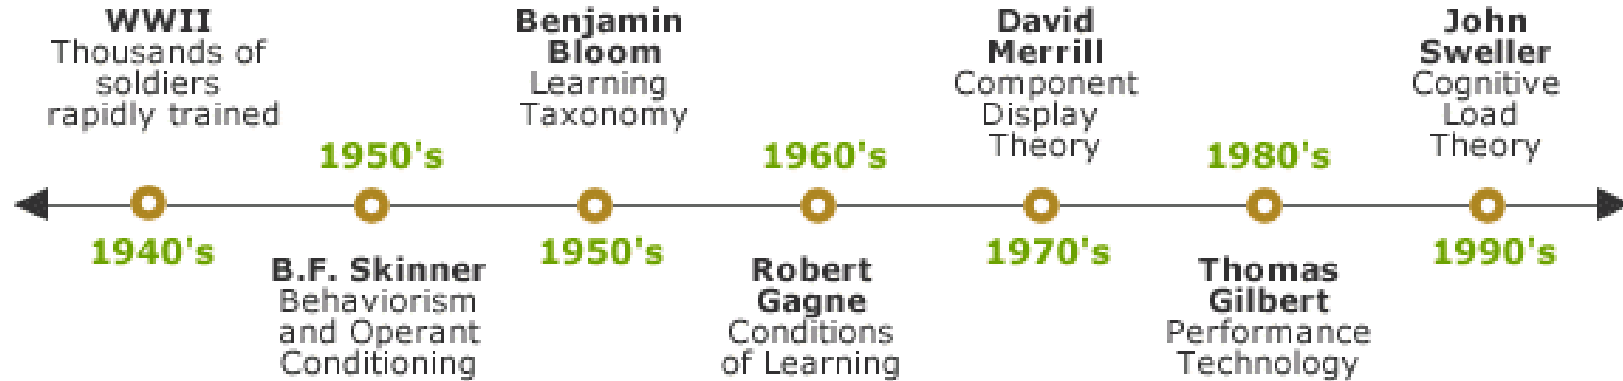 WWII
Thousands of
soldiers
rapidly trained
1940's
1950's
B.F. Skinner
Behaviorism
and Operant
Conditioning
Benjamin
Bloom
Learning
Taxonomy
1950's
1960's
Robert
Gagne
Conditions
of Learning
David
Merrill
Component
Display
Theory
1970's
1980's
Thomas
Gilbert
Performance
Technology
John
Sweller
Cognitive
Load
Theory
1990's